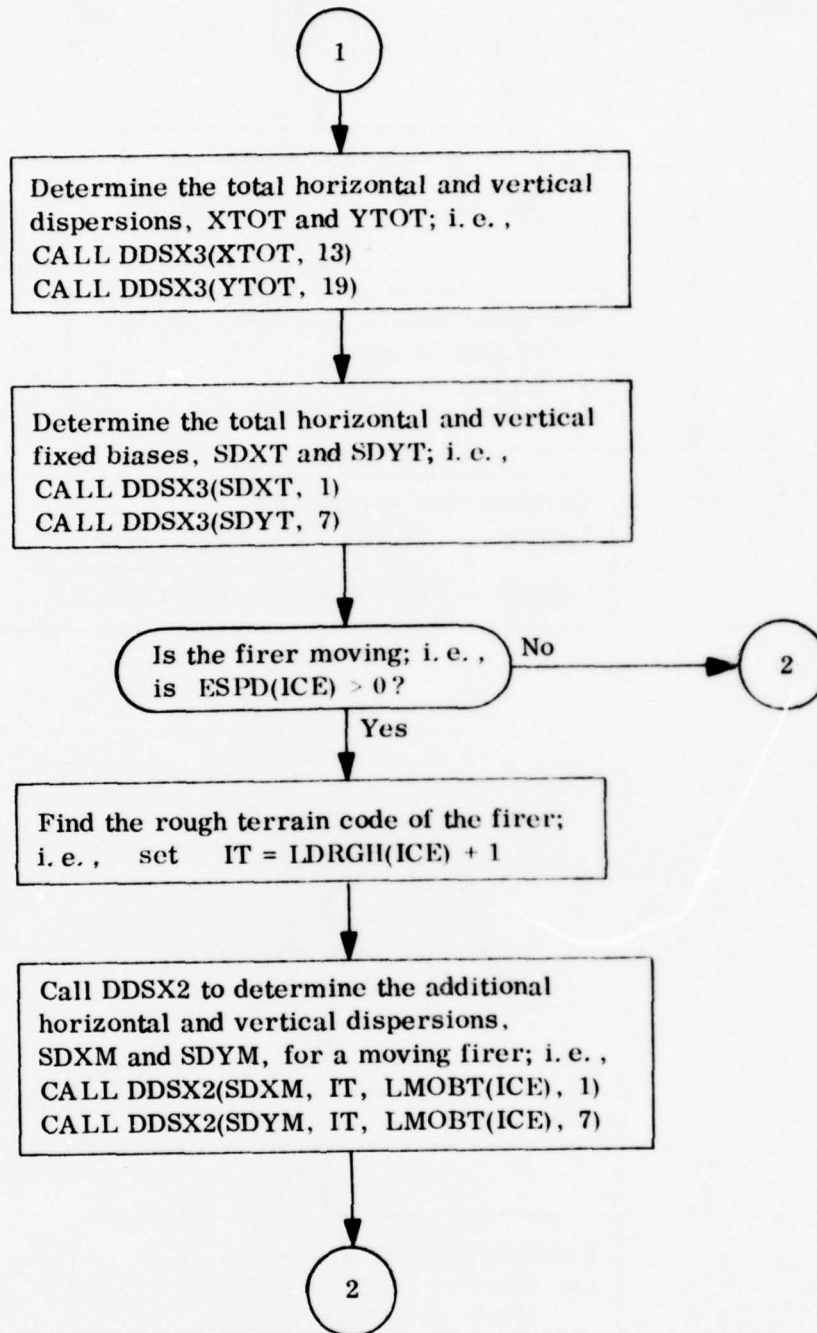 1
Determine the total horizontal and vertical
dispersions, XTOT and YTOT; i. e. ,
CALL DDSX3(XTOT, 13)
CALL DDSX3(YTOT, 19)
Determine the total horizontal and vertical
fixed biases, SDXT and SDYT; i. e. ,
CALL DDSX3(SDXT, 1)
CALL DDSX3(SDYT, 7)
Is the firer moving; i. e. ,
is ESPD(ICE) > 0?
No
2
Yes
Find the rough terrain code of the firer;
i. e. , set IT = LDRGH(ICE) + 1
Call DDSX2 to determine the additional
horizontal and vertical dispersions,
SDXM and SDYM, for a moving firer; i. e. ,
CALL DDSX2(SDXM, IT, LMOBT(ICE), 1)
CALL DDSX2(SDYM, IT, LMOBT(ICE), 7)
2